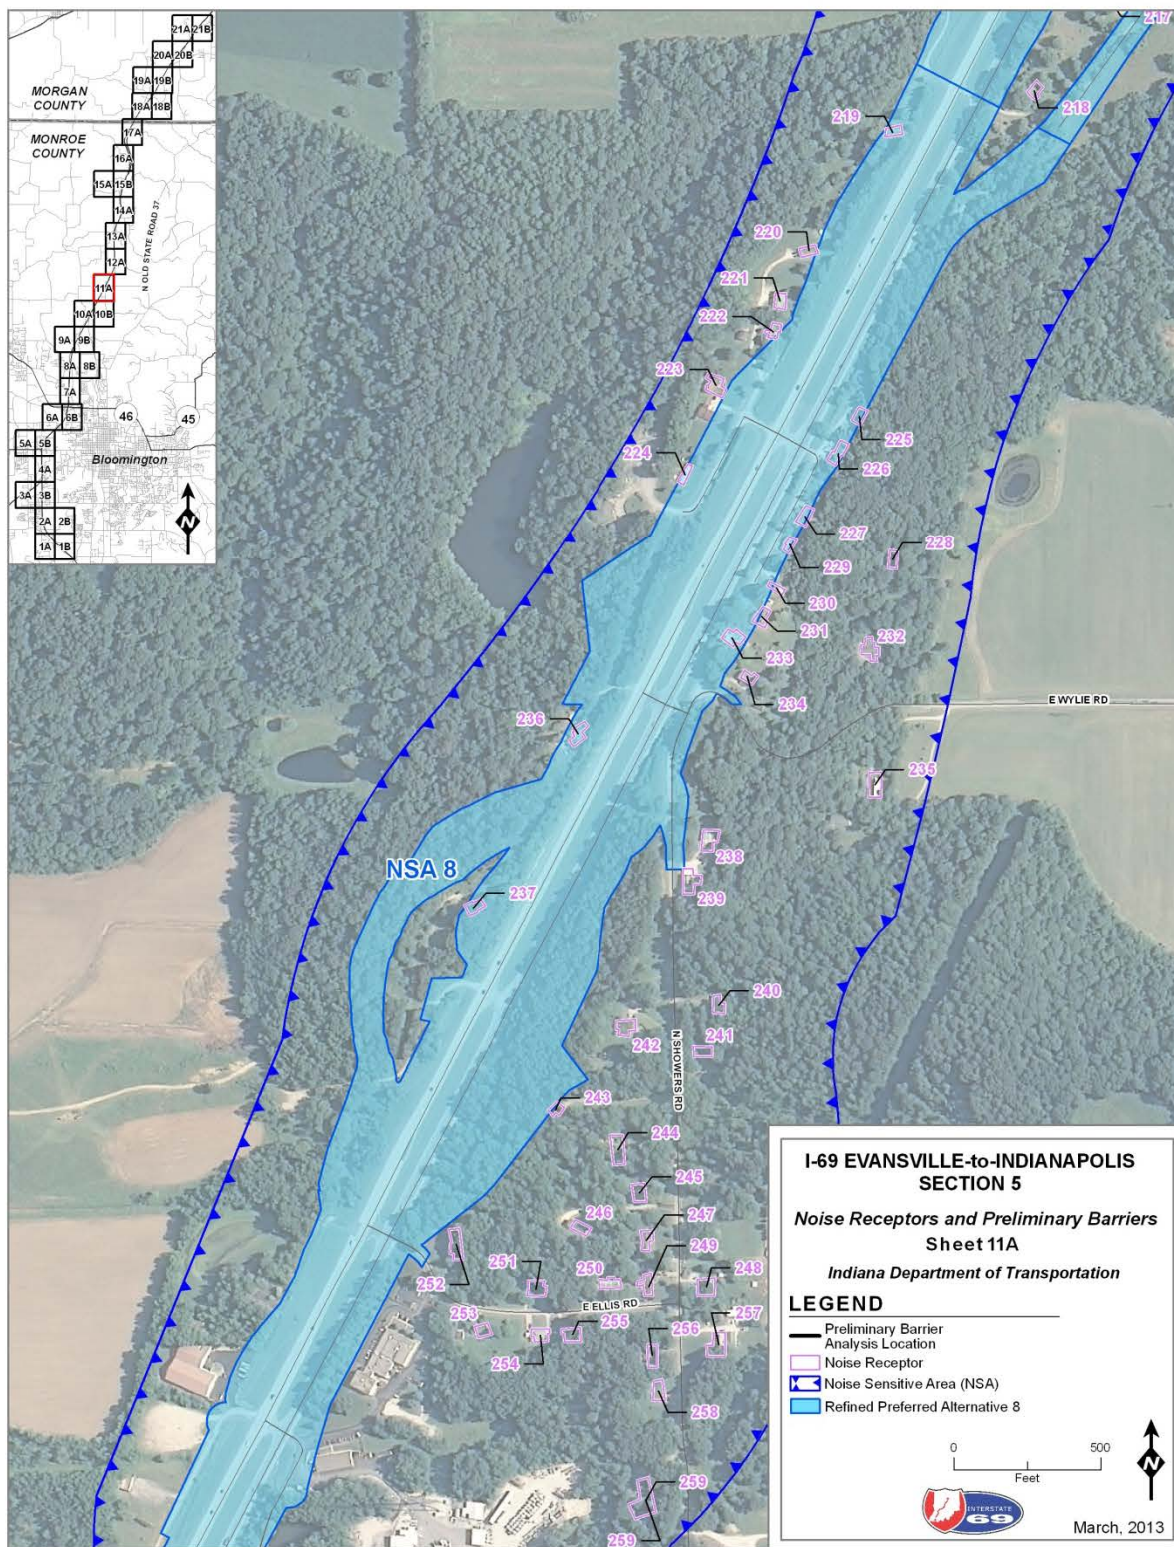 21A 21B
20A 20B
19A 19B
18A 18B
MORGAN
COUNTY
17A
MONROE
COUNTY
16A
15A 15B
14A
13A
12A
11A
10A 10B
9A 9B
8A 8B
7A
6A 6B
5A 5B
4A
3A 3B
2A 2B
1A 1B
N OLD STATE ROAD 37
46
45
Bloomington
N
217
218
219
220
221
222
223
224
225
226
227
228
229
230
231
232
233
234
E WYLIE RD
235
236
NSA 8
237
238
239
240
241
242
N SHOWERS RD
243
244
245
246
247
248
249
250
251
252
E ELLIS RD
253
254
255
256
257
258
259
259
I-69 EVANSVILLE-to-INDIANAPOLIS
SECTION 5
Noise Receptors and Preliminary Barriers
Sheet 11A
Indiana Department of Transportation
LEGEND
Preliminary Barrier
Analysis Location
Noise Receptor
Noise Sensitive Area (NSA)
Refined Preferred Alternative 8
0 500
Feet
N
INTERSTATE
69
March, 2013